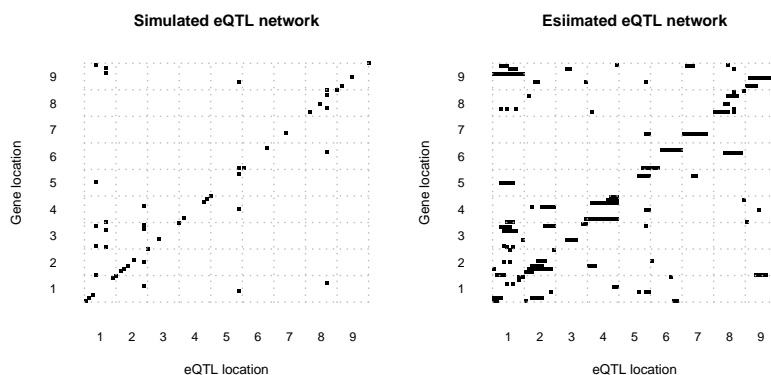 Simulated eQTL network
Gene location
9
8
7
6
5
4
3
2
1
1 2 3 4 5 6 7 8 9
eQTL location
Esiimated eQTL network
Gene location
9
8
7
6
5
4
3
2
1
1 2 3 4 5 6 7 8 9
eQTL location